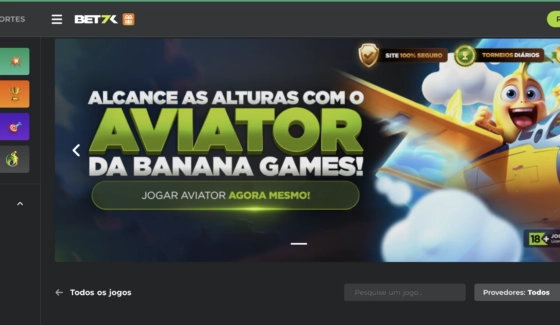 ORTES
BET7K
SITE 100% SEGURO
TORNEIOS DIÁRIOS
ALCANCE AS ALTURAS COM O
AVIATOR
DA BANANA GAMES!
JOGAR AVIATOR AGORA MESMO!
18+
Todos os jogos
Pesquise um jogo...
Provedores: Todos